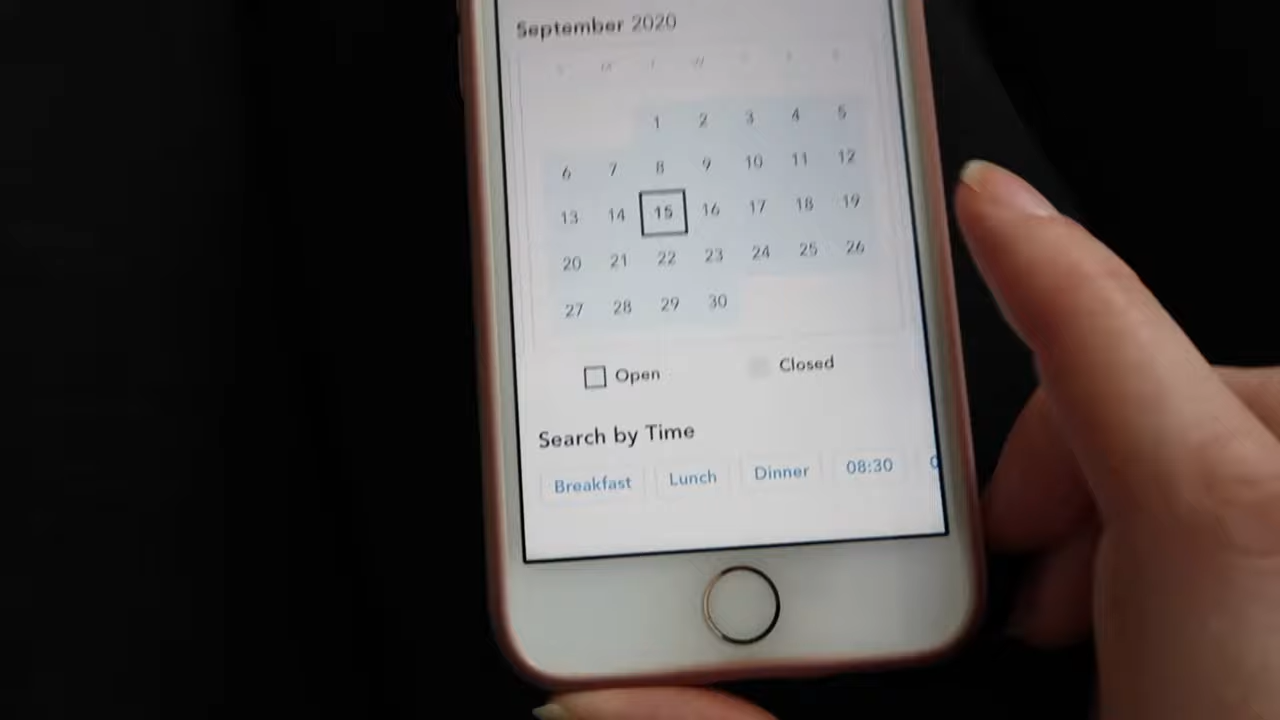 September 2020
1 2 3 4 5
6 7 8 9 10 11 12
13 14 15 16 17 18 19
20 21 22 23 24 25 26
27 28 29 30
Open Closed
Search by Time
Breakfast Lunch Dinner 08:30